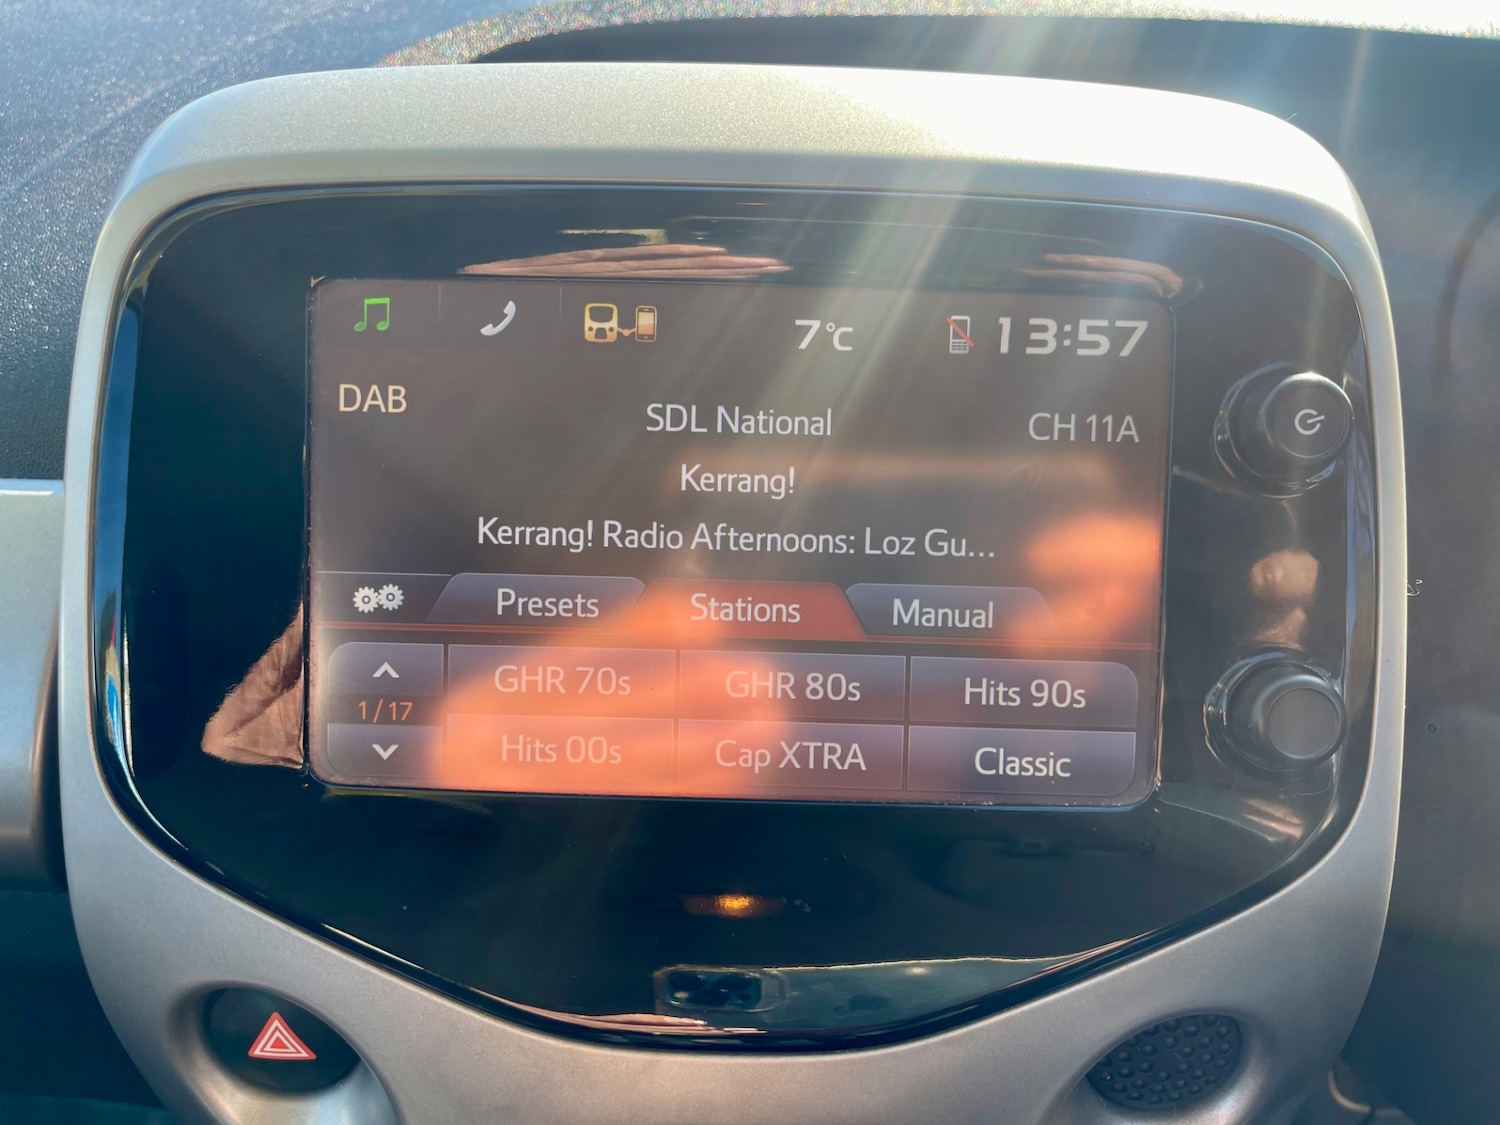 7°C 13:57
DAB
SDL National
CH 11A
Kerrang!
Kerrang! Radio Afternoons: Loz Gu...
Presets Stations Manual
GHR 70s GHR 80s Hits 90s
1/17
Hits 00s Cap XTRA Classic